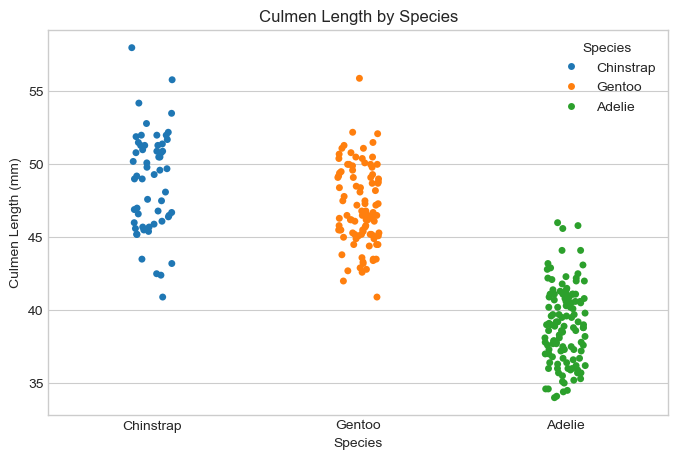 Culmen Length by Species
Species
Chinstrap
Gentoo
Adelie
55
50
45
40
35
Culmen Length (mm)
Chinstrap
Gentoo
Adelie
Species